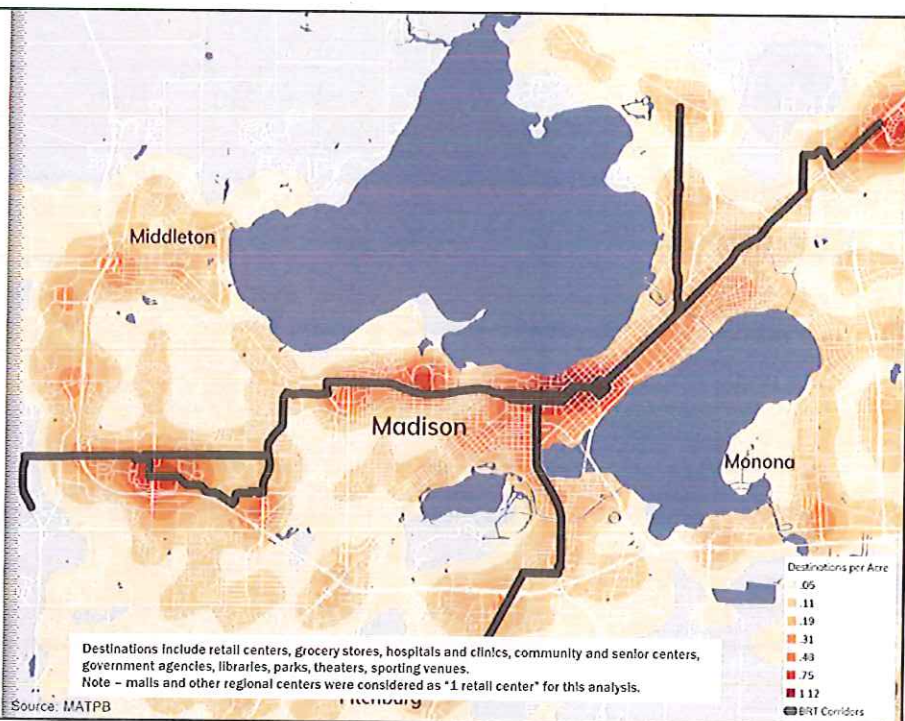 Middleton
Madison
Monona
Destinations per Acre
.05
.11
.19
.31
.48
.75
1.12
BRT Corridors
Destinations include retail centers, grocery stores, hospitals and clinics, community and senior centers,
government agencies, libraries, parks, theaters, sporting venues.
Note – malls and other regional centers were considered as "1 retail center" for this analysis.
Source: MATPB